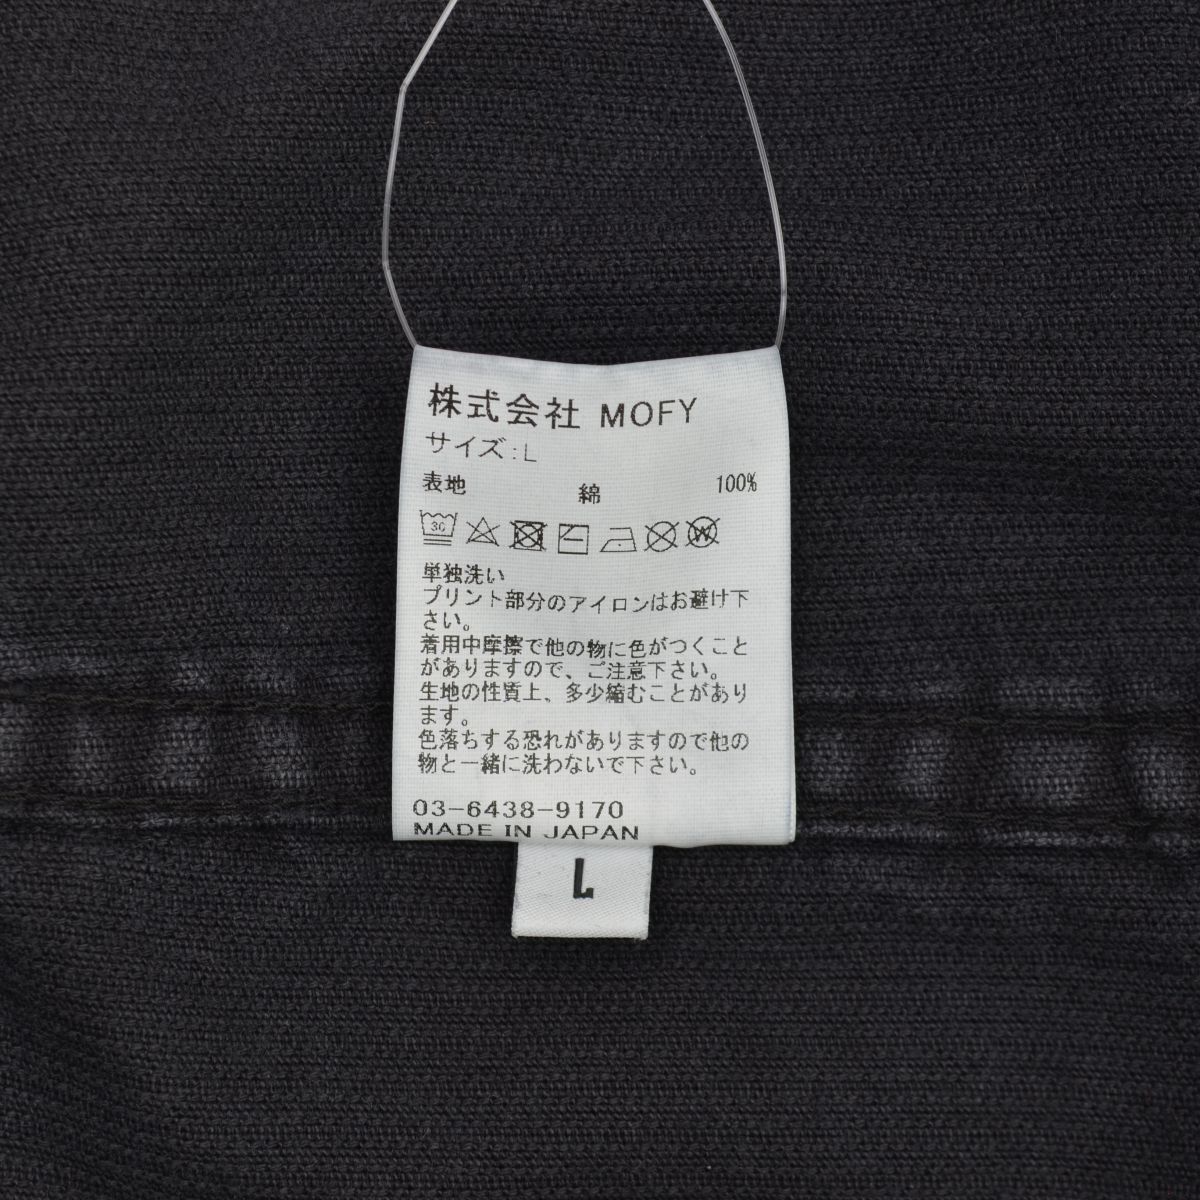 株式会社 MOFY
サイズ:L
表地 綿 100%
30
W
単独洗い
プリント部分のアイロンはお避け下
さい。
着用中摩擦で他の物に色がつくこと
がありますので、ご注意下さい。
生地の性質上、多少縮むことがあり
ます。
色落ちする恐れがありますので他の
物と一緒に洗わないで下さい。
03-6438-9170
MADE IN JAPAN
L